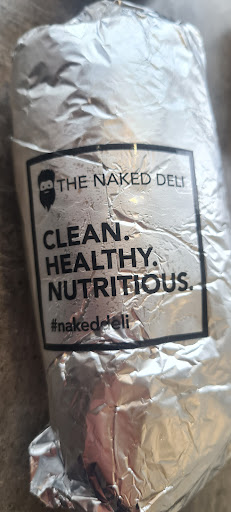 THE NAKED DELI
CLEAN.
HEALTHY.
NUTRITIOUS.
#nakeddeli